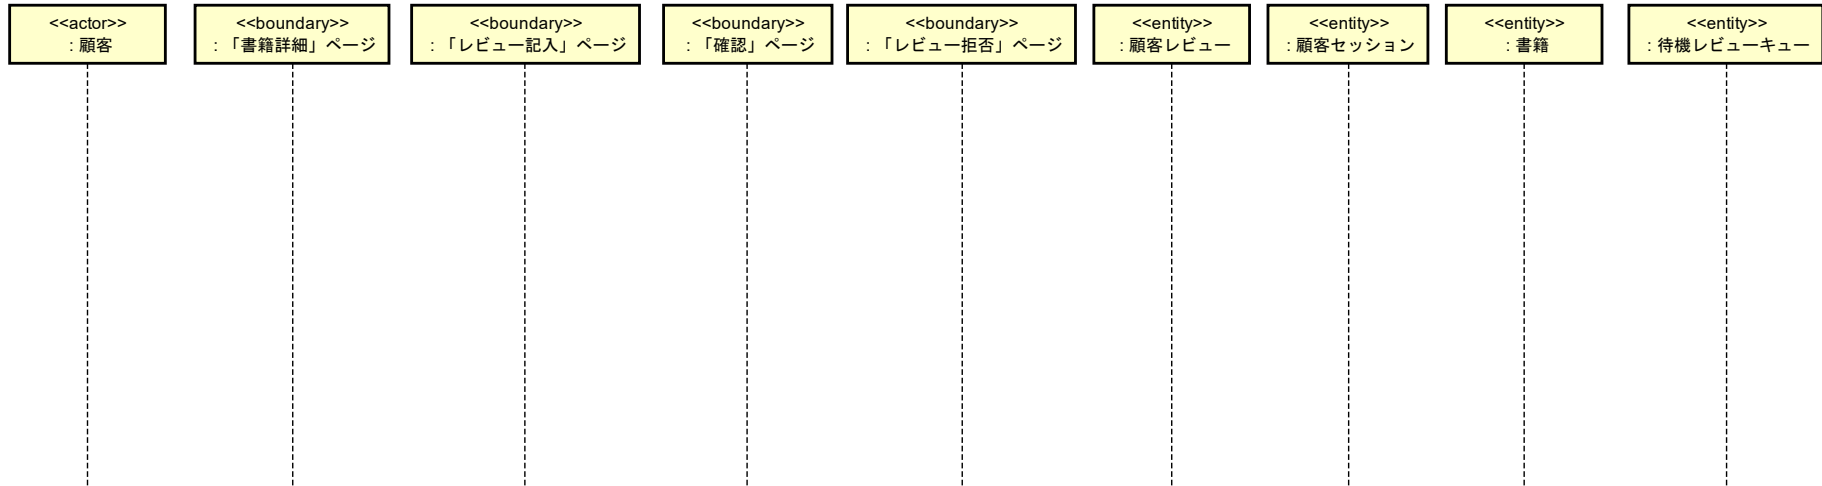 <<actor>>
: 顧客
<<boundary>>
: 「書籍詳細」ページ
<<boundary>>
: 「レビュー記入」ページ
<<boundary>>
: 「確認」ページ
<<boundary>>
: 「レビュー拒否」ページ
<<entity>>
: 顧客レビュー
<<entity>>
: 顧客セッション
<<entity>>
: 書籍
<<entity>>
: 待機レビューキュー